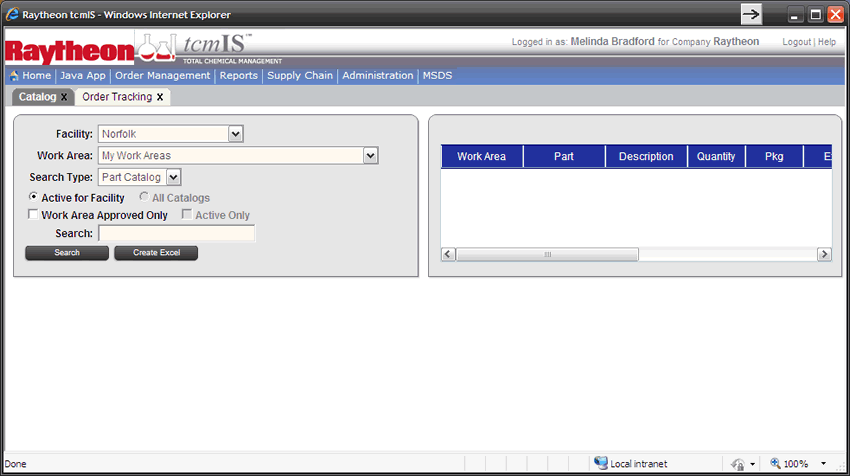 Raytheon tcmIS - Windows Internet Explorer
Raytheon tcmIS™
TOTAL CHEMICAL MANAGEMENT
Logged in as: Melinda Bradford for Company Raytheon Logout | Help
Home Java App Order Management Reports Supply Chain Administration MSDS
Catalog x Order Tracking x
Facility: Norfolk
Work Area: My Work Areas
Search Type: Part Catalog
Active for Facility All Catalogs
Work Area Approved Only Active Only
Search:
Search Create Excel
Work Area Part Description Quantity Pkg E
Done Local intranet 100%